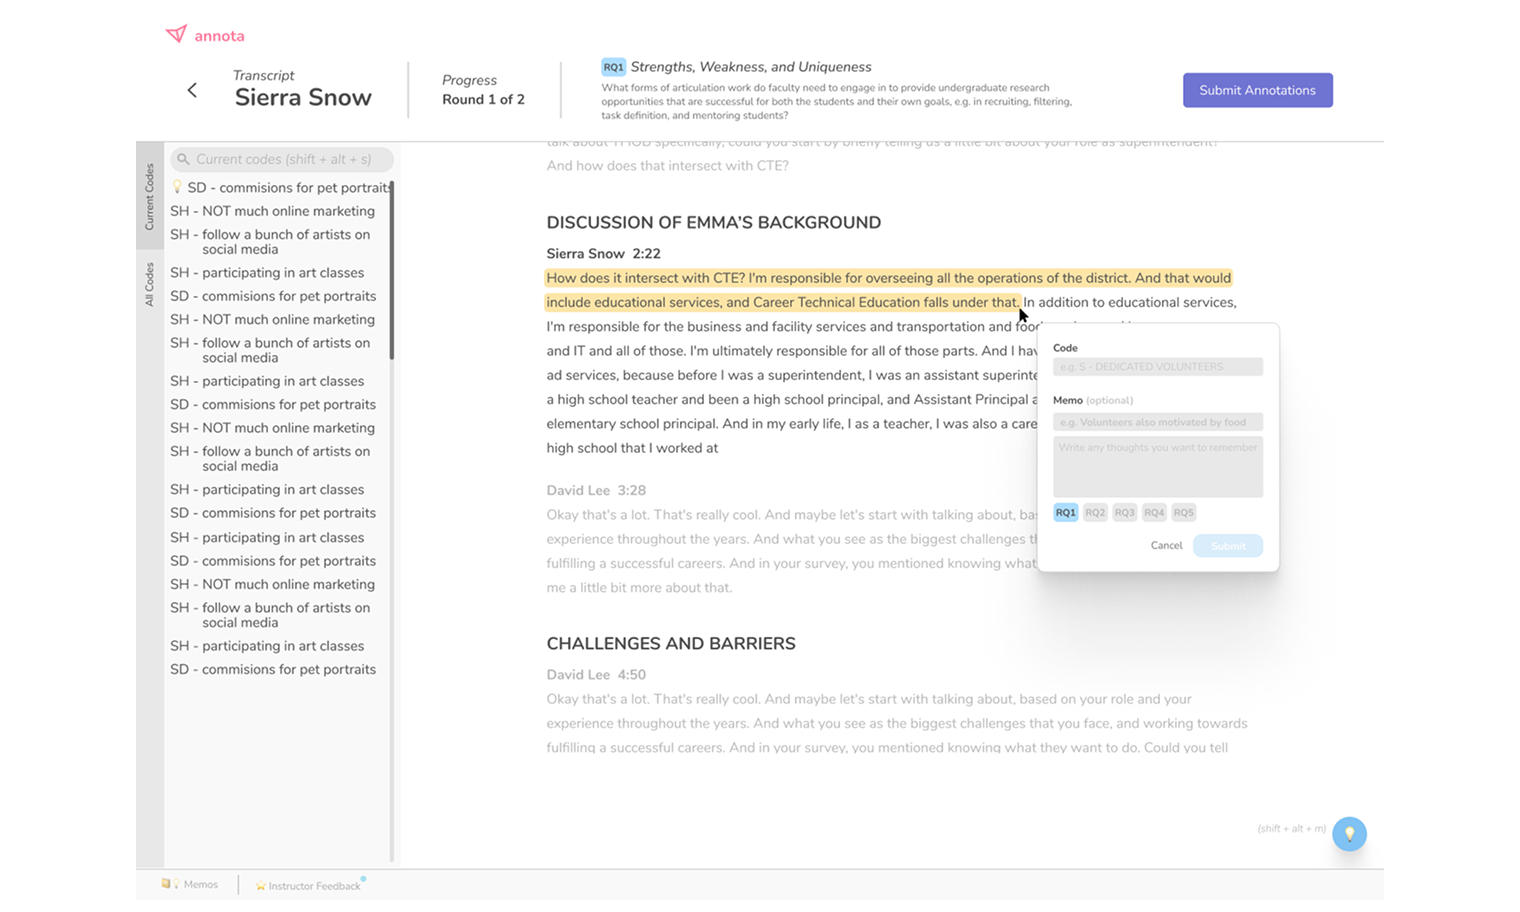 annota
Transcript
Sierra Snow
Progress
Round 1 of 2
RQ1 Strengths, Weakness, and Uniqueness
What forms of articulation work do faculty need to engage in to provide undergraduate research
opportunities that are successful for both the students and their own goals, e.g. in recruiting, filtering,
task definition, and mentoring students?
Submit Annotations
Current Codes
All Codes
Current codes (shift + alt + s)
SD - commisions for pet portraits
SH - NOT much online marketing
SH - follow a bunch of artists on
social media
SH - participating in art classes
SD - commisions for pet portraits
SH - NOT much online marketing
SH - follow a bunch of artists on
social media
SH - participating in art classes
SD - commisions for pet portraits
SH - NOT much online marketing
SH - follow a bunch of artists on
social media
SH - participating in art classes
SD - commisions for pet portraits
SH - participating in art classes
SD - commisions for pet portraits
SH - NOT much online marketing
SH - follow a bunch of artists on
social media
SH - participating in art classes
SD - commisions for pet portraits
specifically, could you start by briefly telling us a little bit about your role as superintendent?
And how does that intersect with CTE?
DISCUSSION OF EMMA'S BACKGROUND
Sierra Snow 2:22
How does it intersect with CTE? I'm responsible for overseeing all the operations of the district. And that would
include educational services, and Career Technical Education falls under that. In addition to educational services,
I'm responsible for the business and facility services and transportation and food
and IT and all of those. I'm ultimately responsible for all of those parts. And I hav
ad services, because before I was a superintendent, I was an assistant superinte
a high school teacher and been a high school principal, and Assistant Principal a
elementary school principal. And in my early life, I as a teacher, I was also a care
high school that I worked at
David Lee 3:28
Okay that's a lot. That's really cool. And maybe let's start with talking about, bas
experience throughout the years. And what you see as the biggest challenges th
fulfilling a successful careers. And in your survey, you mentioned knowing what
me a little bit more about that.
CHALLENGES AND BARRIERS
David Lee 4:50
Okay that's a lot. That's really cool. And maybe let's start with talking about, based on your role and your
experience throughout the years. And what you see as the biggest challenges that you face, and working towards
fulfilling a successful careers. And in your survey, you mentioned knowing what they want to do. Could you tell
Code
e.g. S - DEDICATED VOLUNTEERS
Memo (optional)
e.g. Volunteers also motivated by food
Write any thoughts you want to remember
RQ1 RQ2 RQ3 RQ4 RQ5
Cancel Submit
(shift + alt + m)
Memos
Instructor Feedback